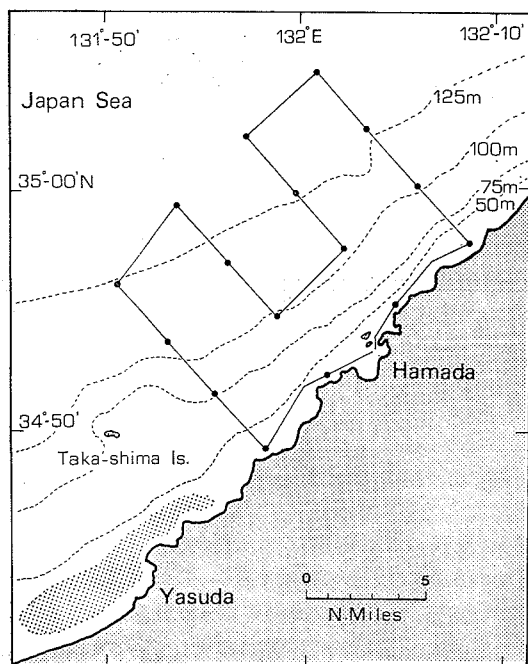 131°-50'
132°E
132°-10'
Japan Sea
125m
100m
35°-00'N
75m
50m
Hamada
34°-50'
Taka-shima Is.
Yasuda
0 5
N.Miles